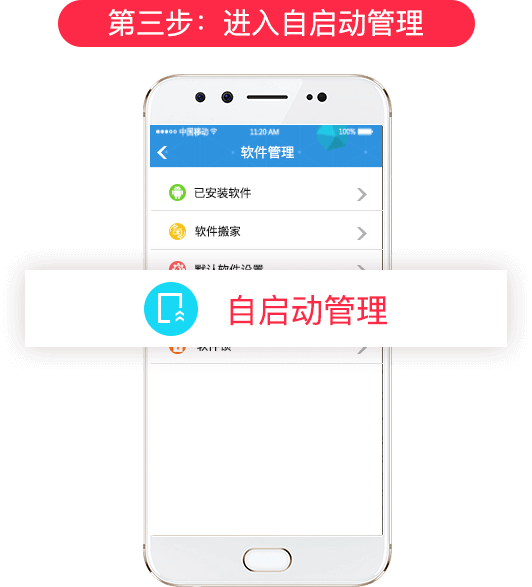 第三步：进入自启动管理
中国移动 11:20 AM 100%
软件管理
已安装软件
软件搬家
默认软件设置
自启动管理
软件锁